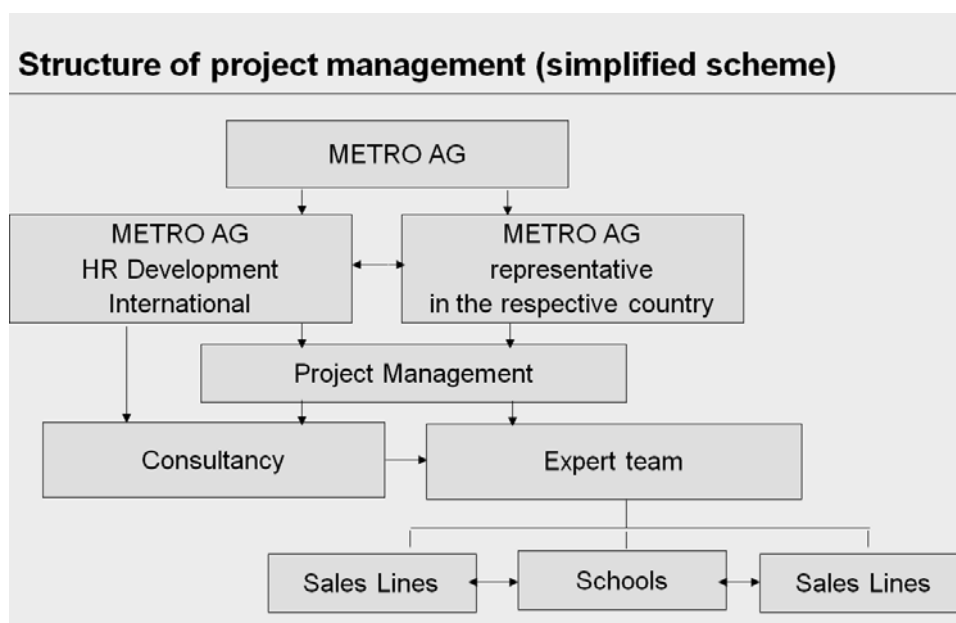 Structure of project management (simplified scheme)
METRO AG
METRO AG
HR Development
International
METRO AG
representative
in the respective country
Project Management
Consultancy
Expert team
Sales Lines
Schools
Sales Lines